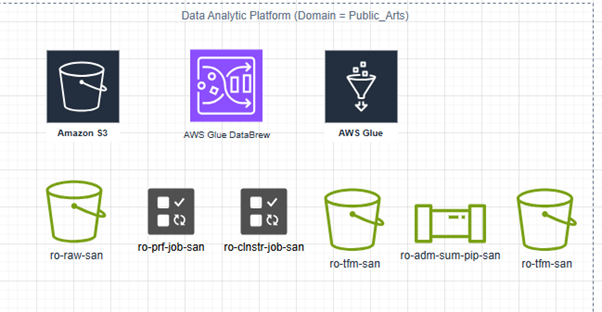 Data Analytic Platform (Domain = Public_Arts)
Amazon S3
AWS Glue DataBrew
AWS Glue
ro-raw-san
ro-prf-job-san
ro-clnstr-job-san
ro-tfm-san
ro-adm-sum-pip-san
ro-tfm-san